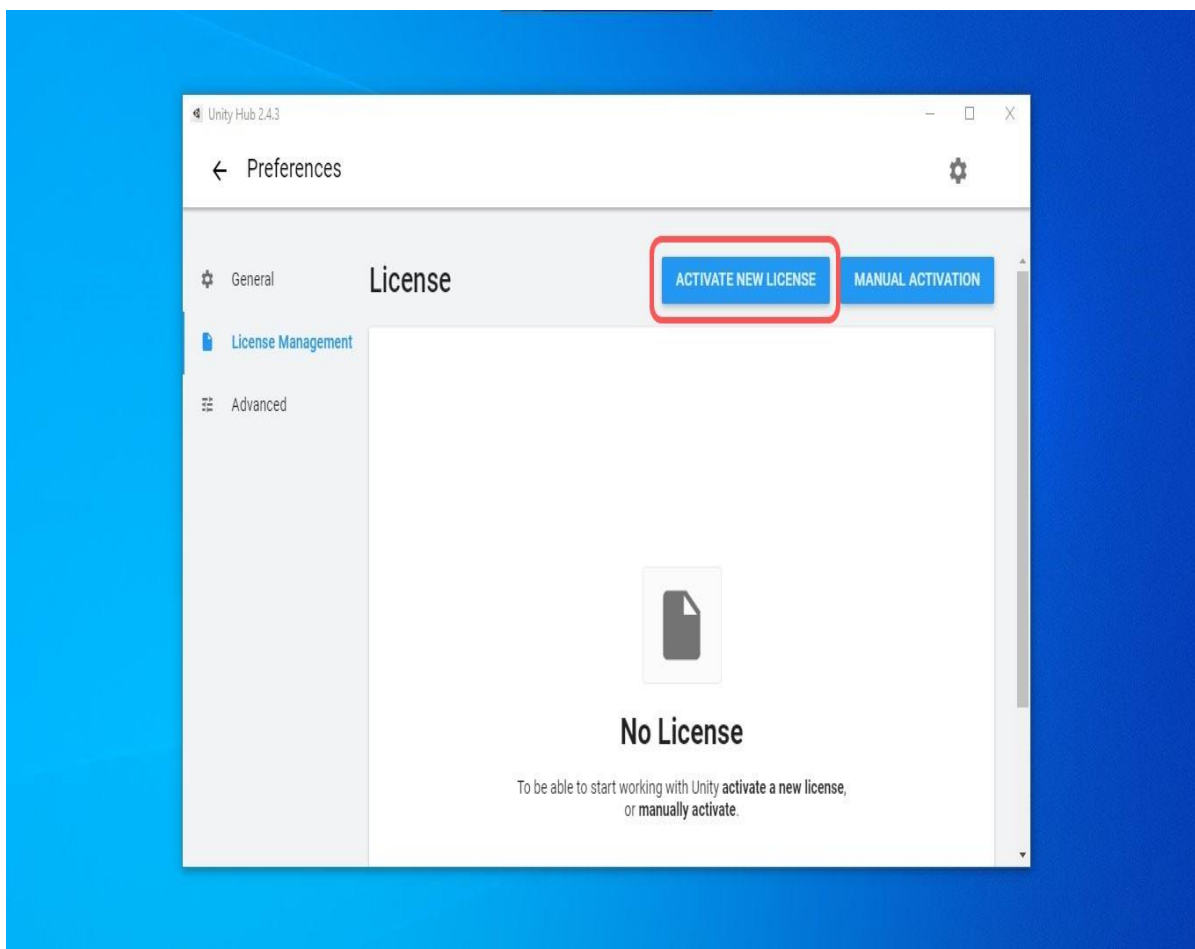 Unity Hub 2.4.3
Preferences
General
License Management
Advanced
License
ACTIVATE NEW LICENSE
MANUAL ACTIVATION
No License
To be able to start working with Unity activate a new license,
or manually activate.